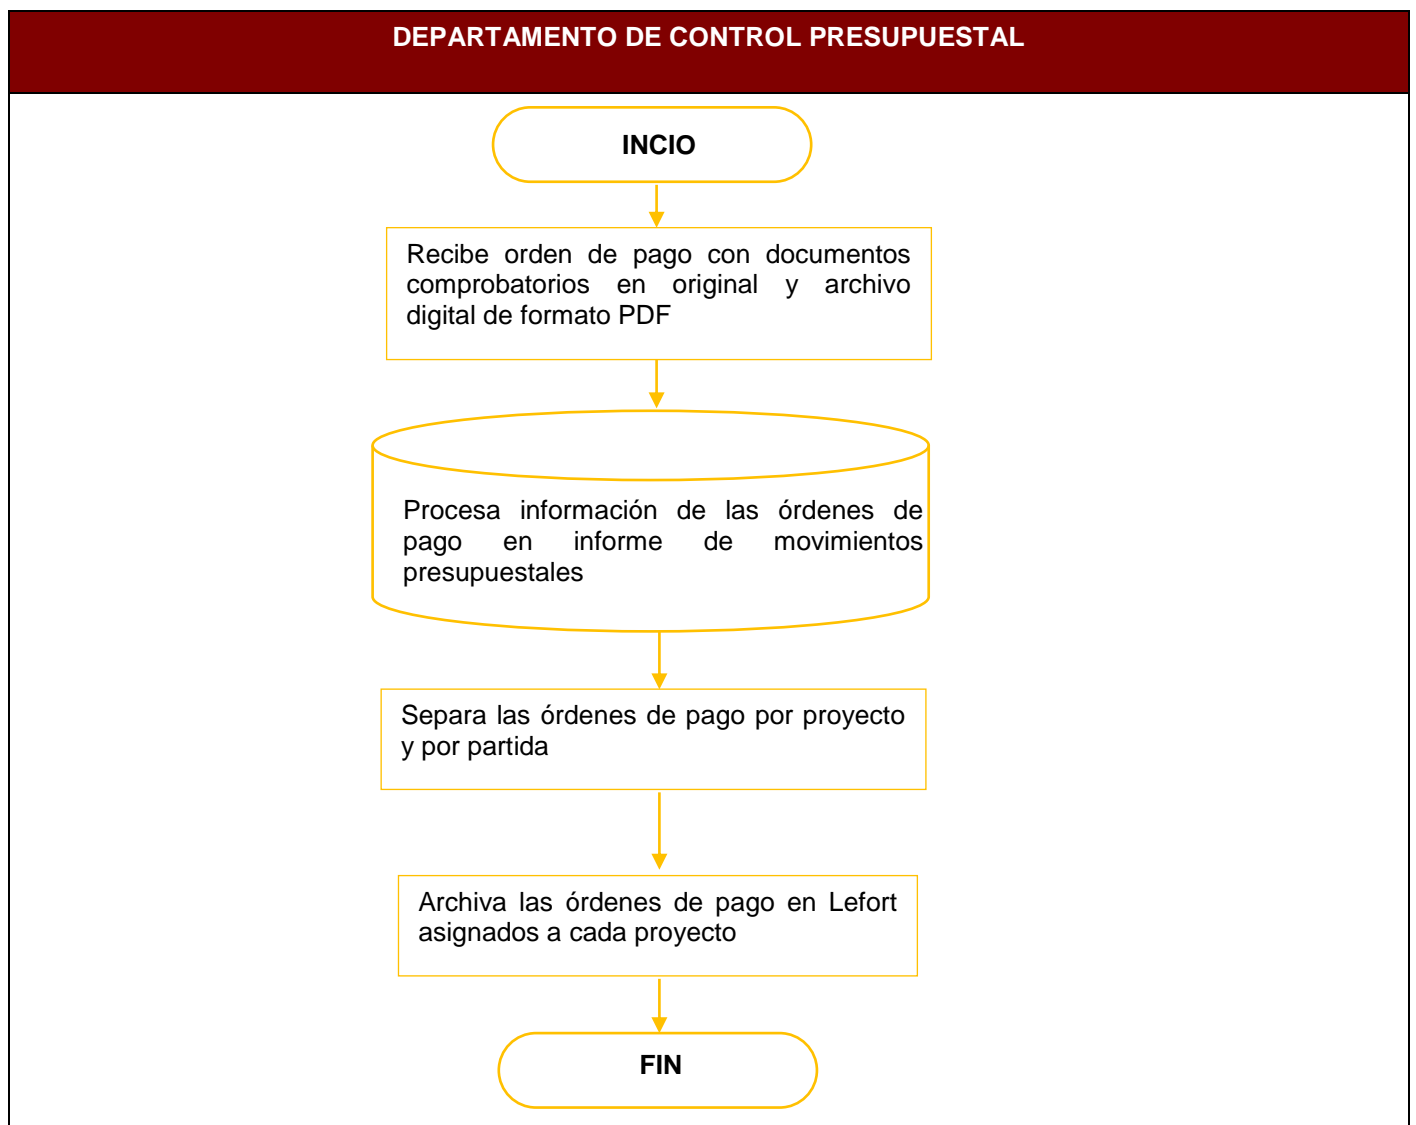 DEPARTAMENTO DE CONTROL PRESUPUESTAL
INCIO
Recibe orden de pago con documentos
comprobatorios en original y archivo
digital de formato PDF
Procesa información de las órdenes de
pago en informe de movimientos
presupuestales
Separa las órdenes de pago por proyecto
y por partida
Archiva las órdenes de pago en Lefort
asignados a cada proyecto
FIN